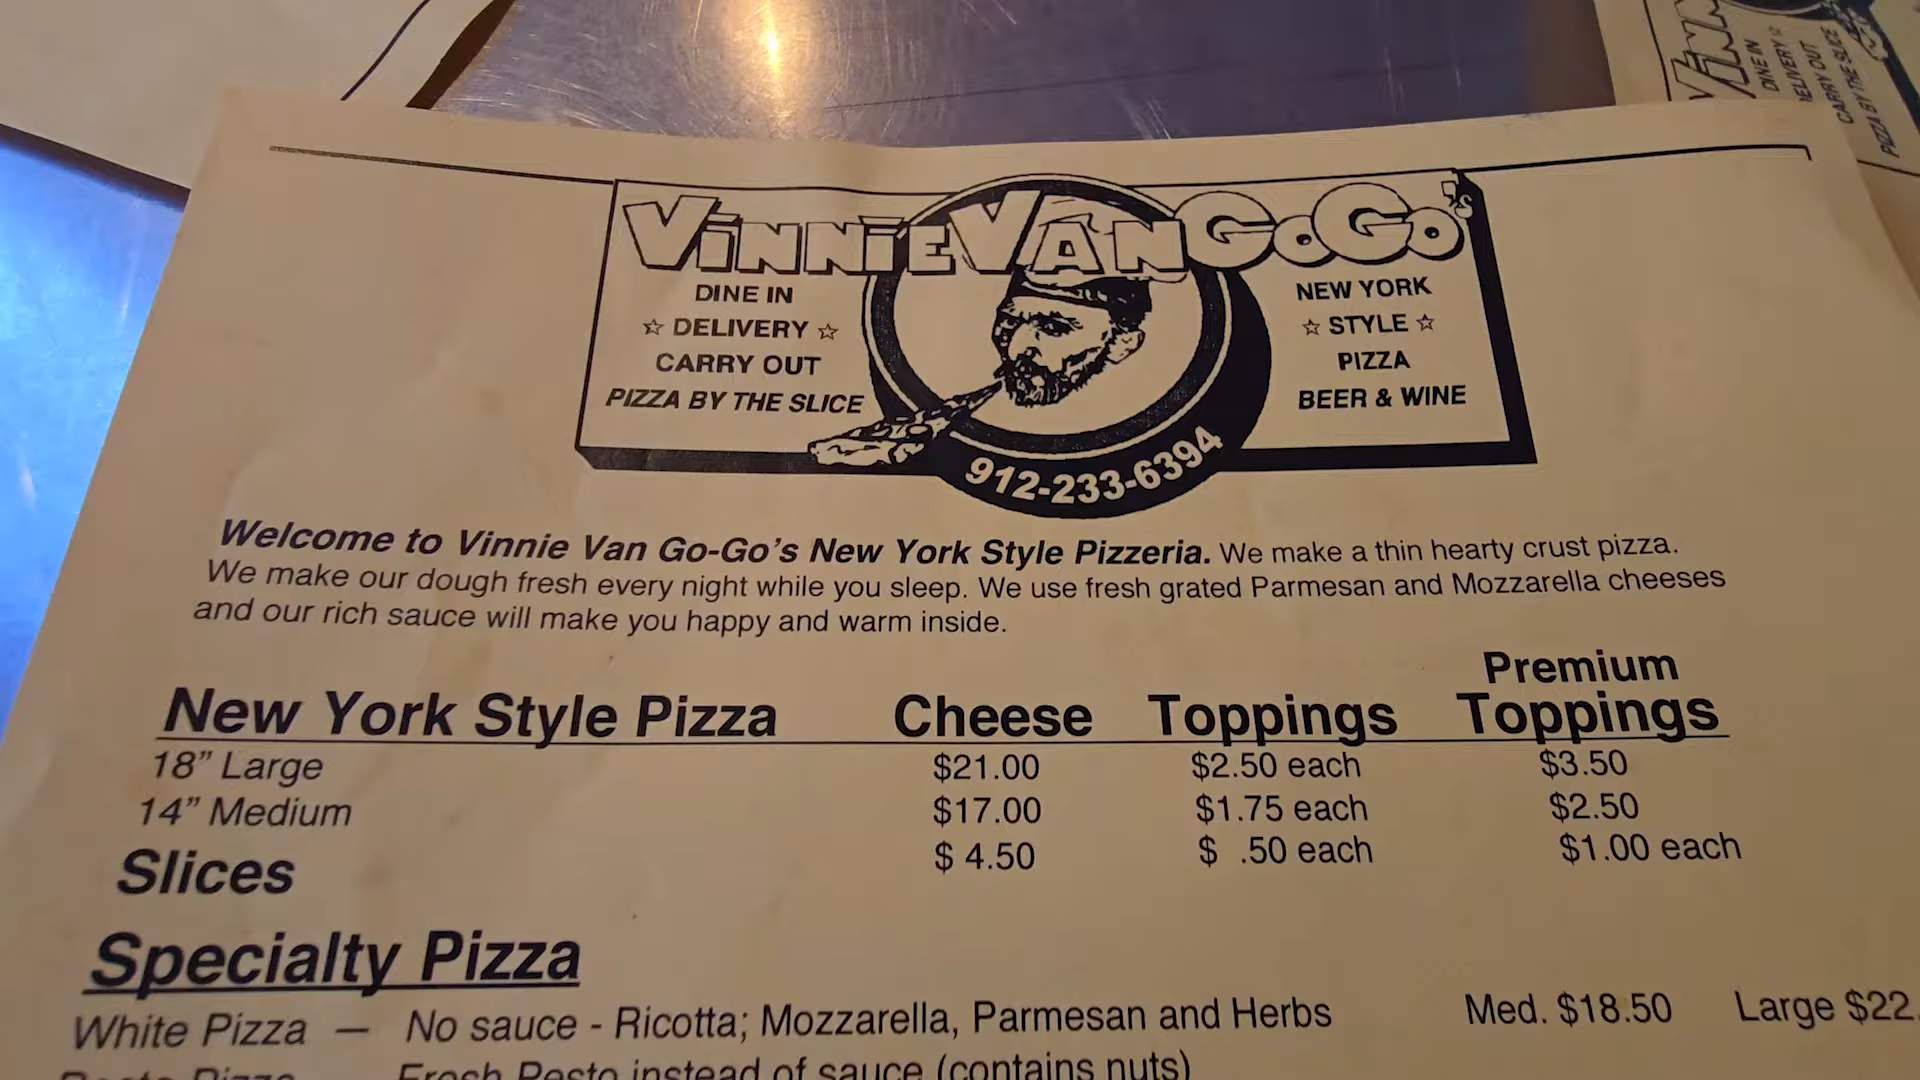 VINNIE VAN GOGO'S
DINE IN
☆ DELIVERY ☆
CARRY OUT
PIZZA BY THE SLICE
NEW YORK
☆ STYLE ☆
PIZZA
BEER & WINE
912-233-6394
Welcome to Vinnie Van Go-Go's New York Style Pizzeria. We make a thin hearty crust pizza.
We make our dough fresh every night while you sleep. We use fresh grated Parmesan and Mozzarella cheeses
and our rich sauce will make you happy and warm inside.
New York Style Pizza Cheese Toppings Premium Toppings
18” Large $21.00 $2.50 each $3.50
14” Medium $17.00 $1.75 each $2.50
Slices $ 4.50 $ .50 each $1.00 each
Specialty Pizza
White Pizza — No sauce - Ricotta; Mozzarella, Parmesan and Herbs Med. $18.50 Large $22.
Fresh Pesto instead of sauce (contains nuts)
VINN
DINE IN
DELIVERY ☆
CARRY OUT
PIZZA BY THE SLICE